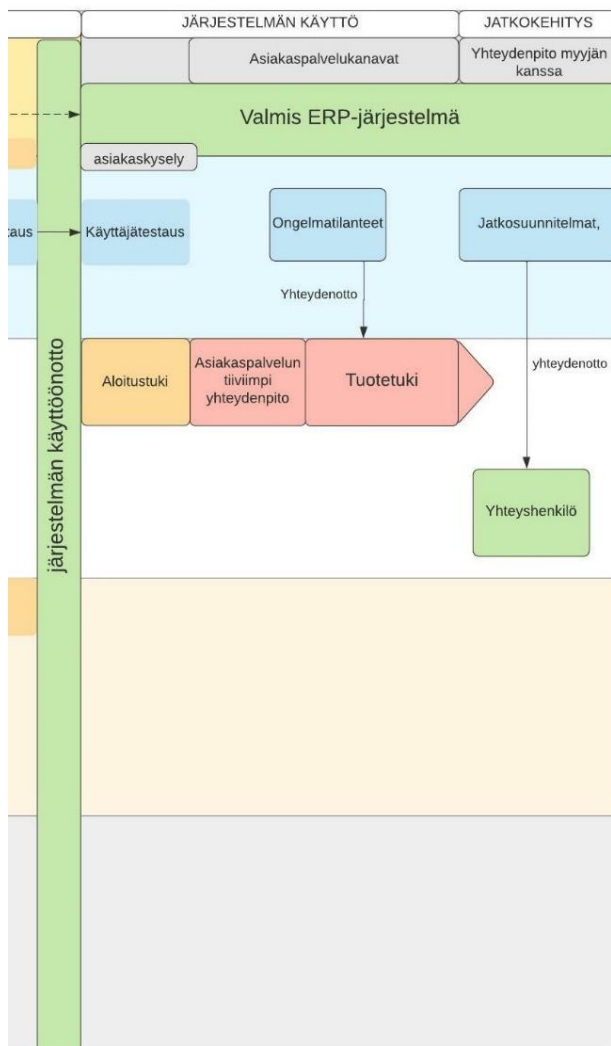 JÄRJESTELMÄN KÄYTTÖ
JATKOKEHITYS
Asiakaspalvelukanavat
Yhteydenpito myyjän
kanssa
Valmis ERP-järjestelmä
asiakaskysely
taus
Käyttäjätestaus
Ongelmatilanteet
Jatkosuunnitelmat,
Yhteydenotto
järjestelmän käyttöönotto
Aloitustuki
Asiakaspalvelun
tiiviimpi
yhteydenpito
Tuotetuki
yhteydenotto
Yhteyshenkilö